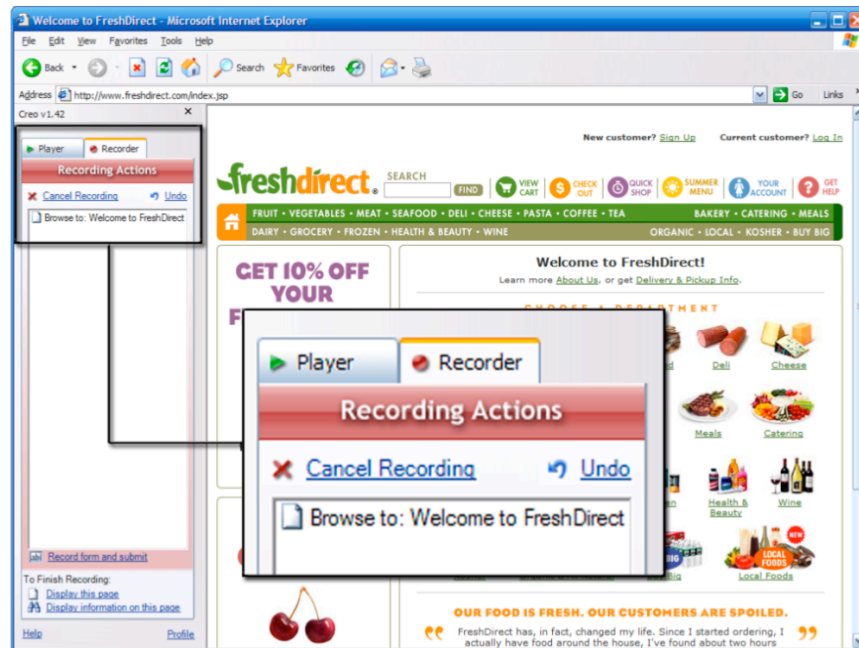 Welcome to FreshDirect - Microsoft Internet Explorer
File Edit View Favorites Tools Help
Back Search Favorites
Address http://www.freshdirect.com/index.jsp Go Links
Creo v1.42
Player Recorder
Recording Actions
Cancel Recording Undo
Browse to: Welcome to FreshDirect
New customer? Sign Up Current customer? Log In
freshdirect.
SEARCH
FIND
VIEW CART
CHECK OUT
QUICK SHOP
SUMMER MENU
YOUR ACCOUNT
GET HELP
FRUIT • VEGETABLES • MEAT • SEAFOOD • DELI • CHEESE • PASTA • COFFEE • TEA BAKERY • CATERING • MEALS
DAIRY • GROCERY • FROZEN • HEALTH & BEAUTY • WINE ORGANIC • LOCAL • KOSHER • BUY BIG
GET 10% OFF
YOUR
Welcome to FreshDirect!
Learn more About Us, or get Delivery & Pickup Info.
Deli Cheese
Meals Catering
Health & Beauty
Wine
NEW
LOCAL FOODS
BIG
Big Local Foods
Player Recorder
Recording Actions
Cancel Recording Undo
Browse to: Welcome to FreshDirect
Record form and submit
To Finish Recording:
Display this page
Display information on this page
Help Profile
OUR FOOD IS FRESH. OUR CUSTOMERS ARE SPOILED.
FreshDirect has, in fact, changed my life. Since I started ordering, I
actually have food around the house, I've found about two hours